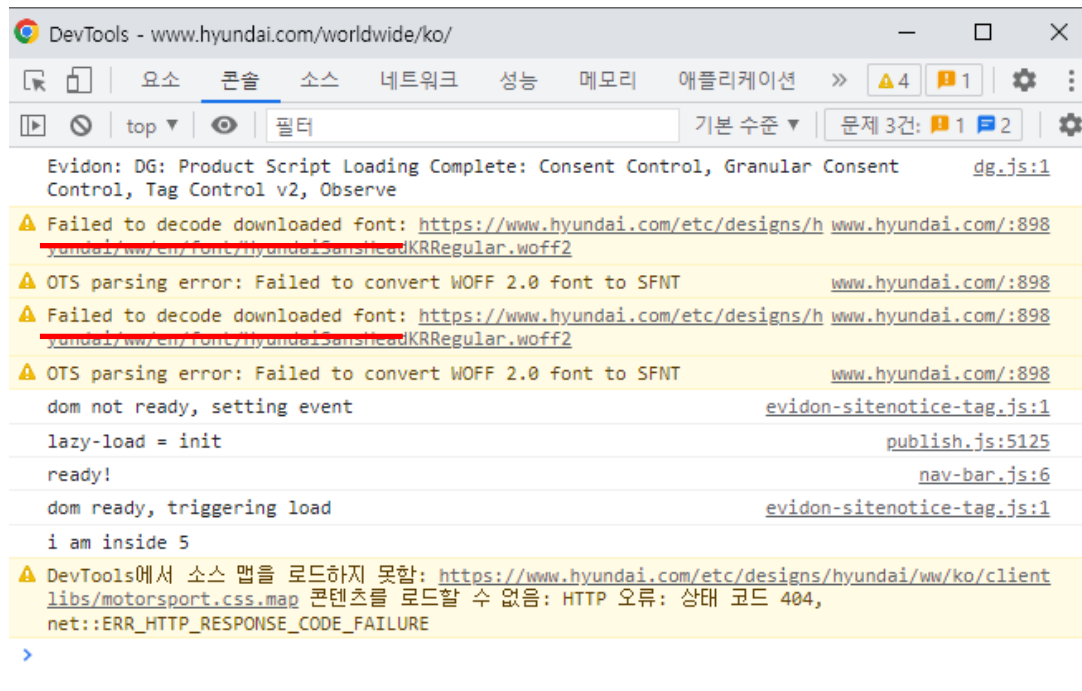 DevTools - www.hyundai.com/worldwide/ko/
요소 콘솔 소스 네트워크 성능 메모리 애플리케이션 » 4 1
top ▼ 필터 기본 수준 ▼ 문제 3건: 1 2
Evidon: DG: Product Script Loading Complete: Consent Control, Granular Consent dg.js:1
Control, Tag Control v2, Observe
Failed to decode downloaded font: https://www.hyundai.com/etc/designs/h www.hyundai.com/:898
yundai/ww/en/font/HyundaiSansHeadKRRegular.woff2
OTS parsing error: Failed to convert WOFF 2.0 font to SFNT www.hyundai.com/:898
Failed to decode downloaded font: https://www.hyundai.com/etc/designs/h www.hyundai.com/:898
yundai/ww/en/font/HyundaiSansHeadKRRegular.woff2
OTS parsing error: Failed to convert WOFF 2.0 font to SFNT www.hyundai.com/:898
dom not ready, setting event evidon-sitenotice-tag.js:1
lazy-load = init publish.js:5125
ready! nav-bar.js:6
dom ready, triggering load evidon-sitenotice-tag.js:1
i am inside 5
DevTools에서 소스 맵을 로드하지 못함: https://www.hyundai.com/etc/designs/hyundai/ww/ko/client
libs/motorsport.css.map 콘텐츠를 로드할 수 없음: HTTP 오류: 상태 코드 404,
net::ERR_HTTP_RESPONSE_CODE_FAILURE
>